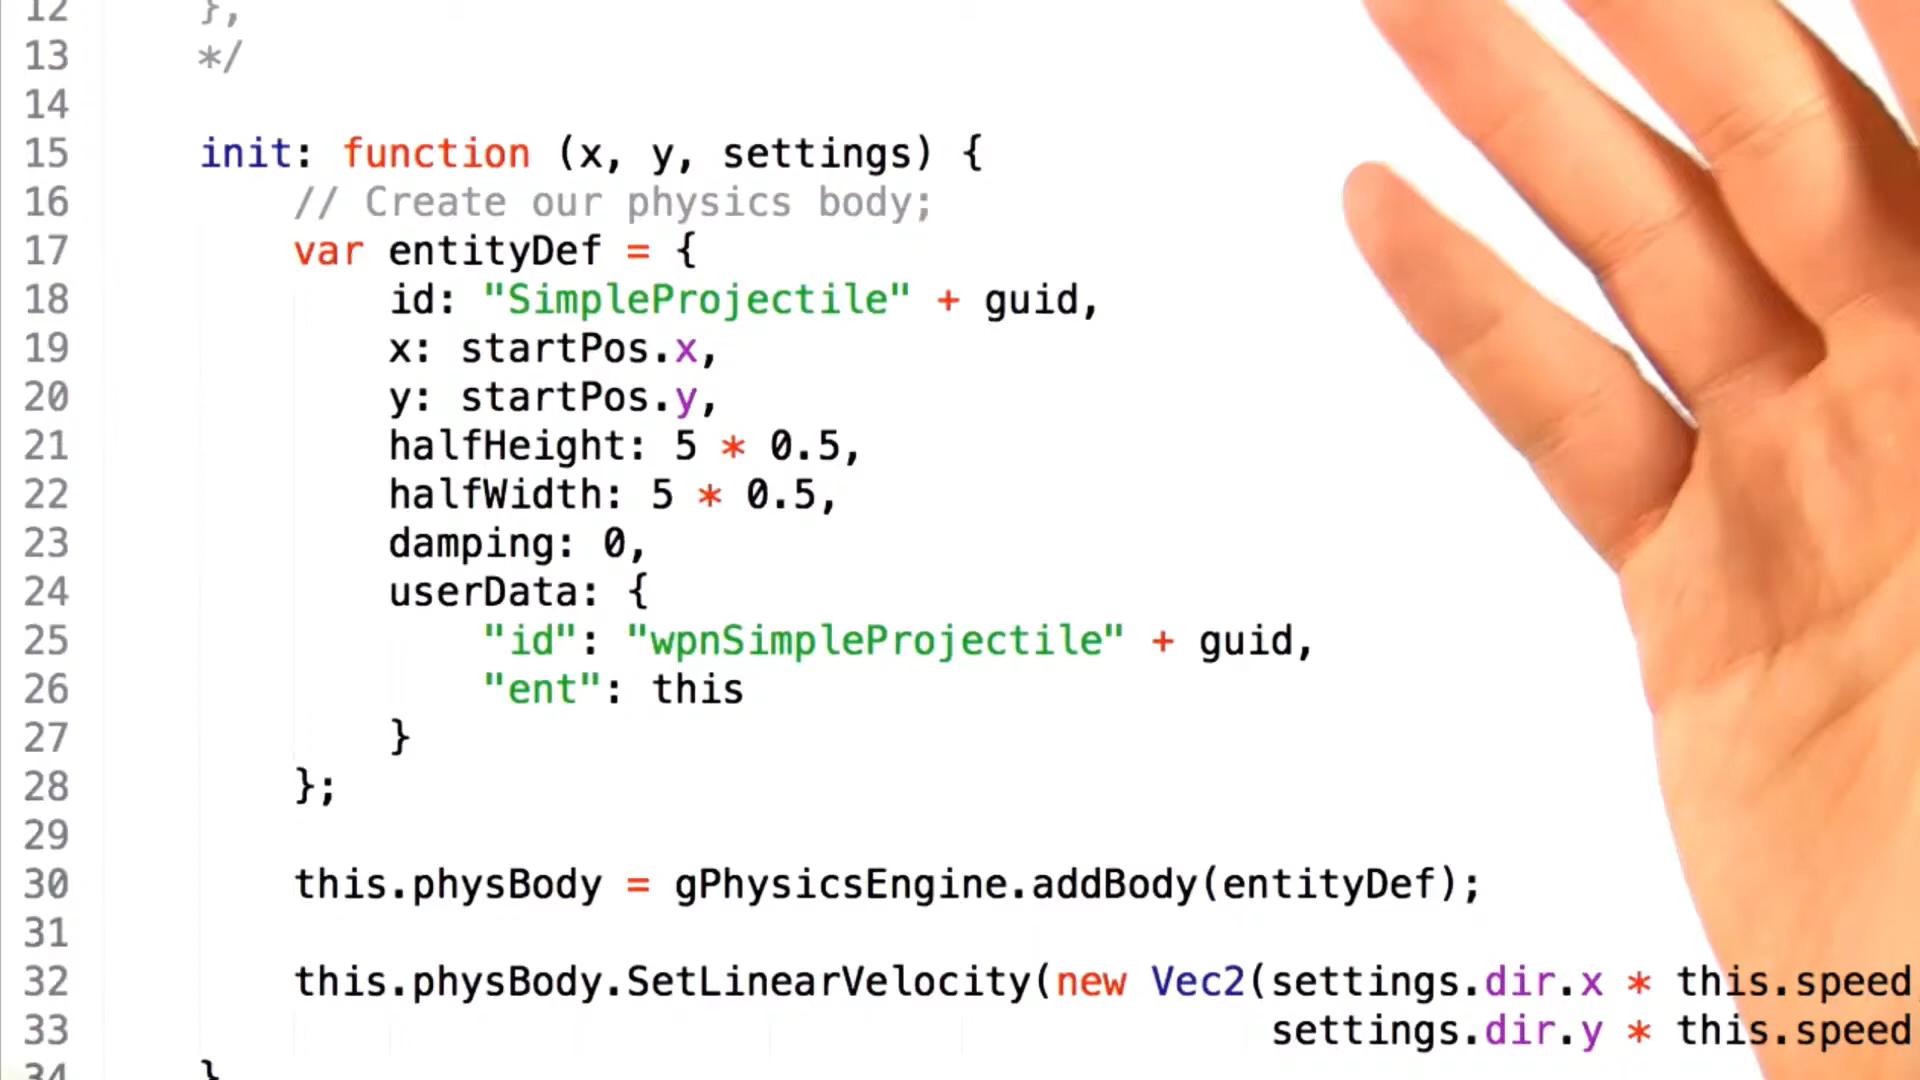 12 },
13 */
14
15 init: function (x, y, settings) {
16 // Create our physics body;
17 var entityDef = {
18 id: "SimpleProjectile" + guid,
19 x: startPos.x,
20 y: startPos.y,
21 halfHeight: 5 * 0.5,
22 halfWidth: 5 * 0.5,
23 damping: 0,
24 userData: {
25 "id": "wpnSimpleProjectile" + guid,
26 "ent": this
27 }
28 };
29
30 this.physBody = gPhysicsEngine.addBody(entityDef);
31
32 this.physBody.SetLinearVelocity(new Vec2(settings.dir.x * this.speed
33 settings.dir.y * this.speed
34 }